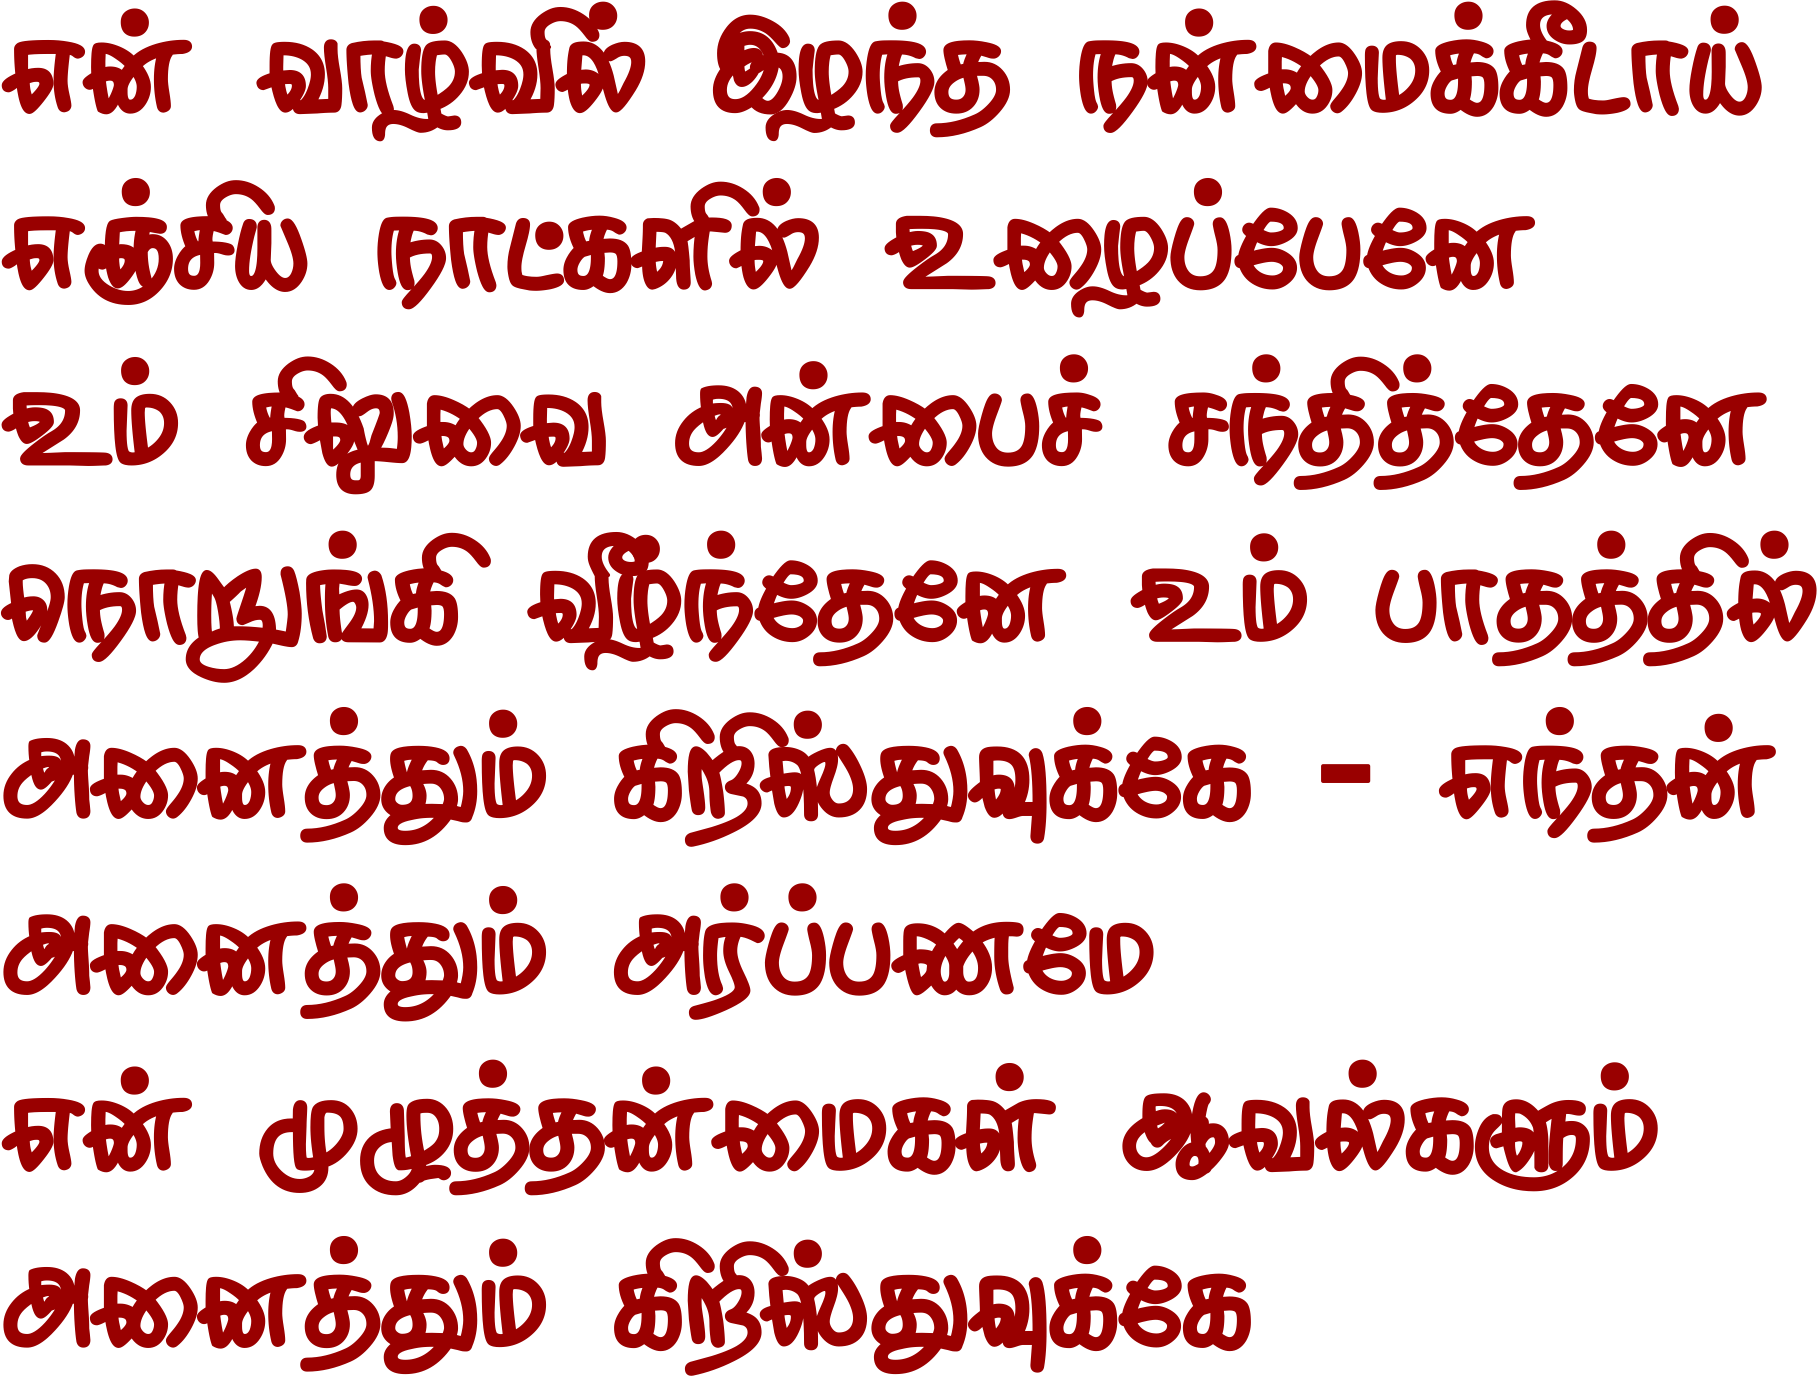 என் வாழ்வில் இழந்த நன்மைக்கீடாய்
எஞ்சிய நாட்களில் உழைப்பேனே
உம் சிலுவை அன்பைச் சந்தித்தேனே
நொறுங்கி வீழ்ந்தேனே உம் பாதத்தில்
அனைத்தும் கிறிஸ்துவுக்கே - எந்தன்
அனைத்தும் அர்ப்பணமே
என் முழுத்தன்மைகள் ஆவல்களும்
அனைத்தும் கிறிஸ்துவுக்கே